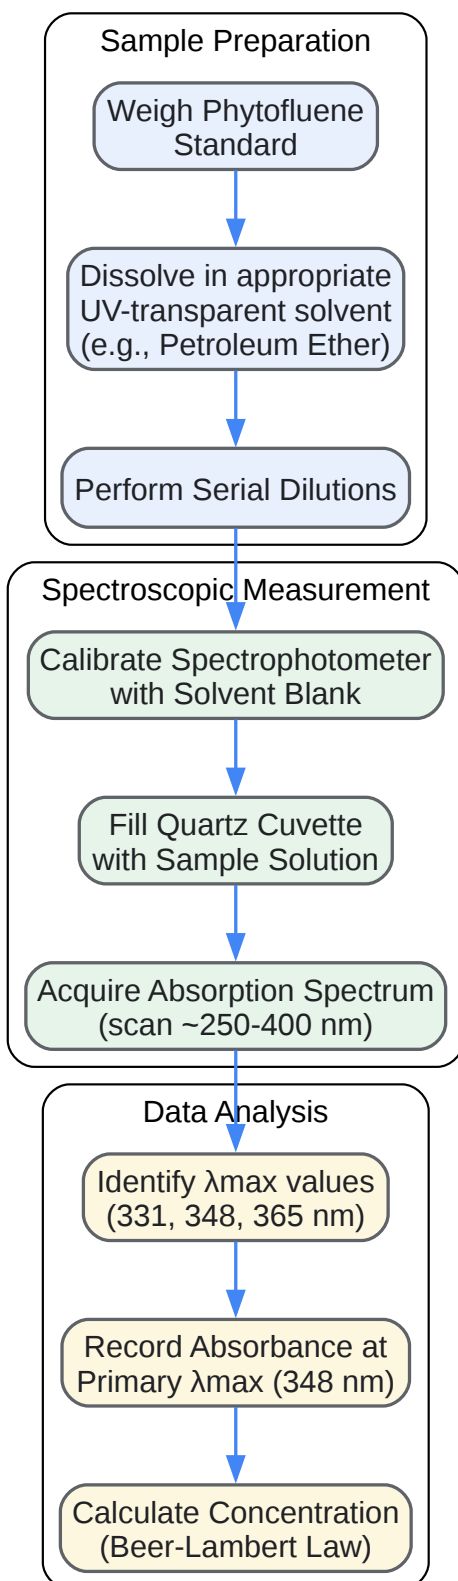 Sample Preparation
Weigh Phytofluene
Standard
Dissolve in appropriate
UV-transparent solvent
(e.g., Petroleum Ether)
Perform Serial Dilutions
Spectroscopic Measurement
Calibrate Spectrophotometer
with Solvent Blank
Fill Quartz Cuvette
with Sample Solution
Acquire Absorption Spectrum
(scan ~250-400 nm)
Data Analysis
Identify λmax values
(331, 348, 365 nm)
Record Absorbance at
Primary λmax (348 nm)
Calculate Concentration
(Beer-Lambert Law)